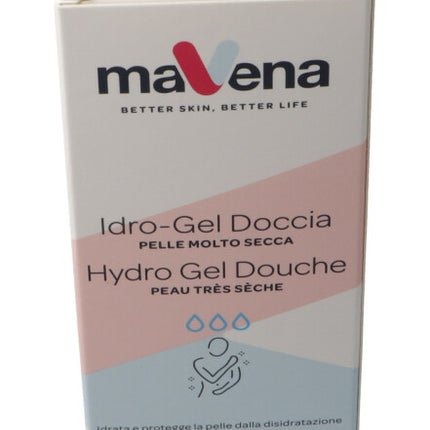 maVena
BETTER SKIN, BETTER LIFE
Idro-Gel Doccia
PELLE MOLTO SECCA
Hydro Gel Douche
PEAU TRÈS SÈCHE
Idrata e protegge la pelle dalla disidratazione